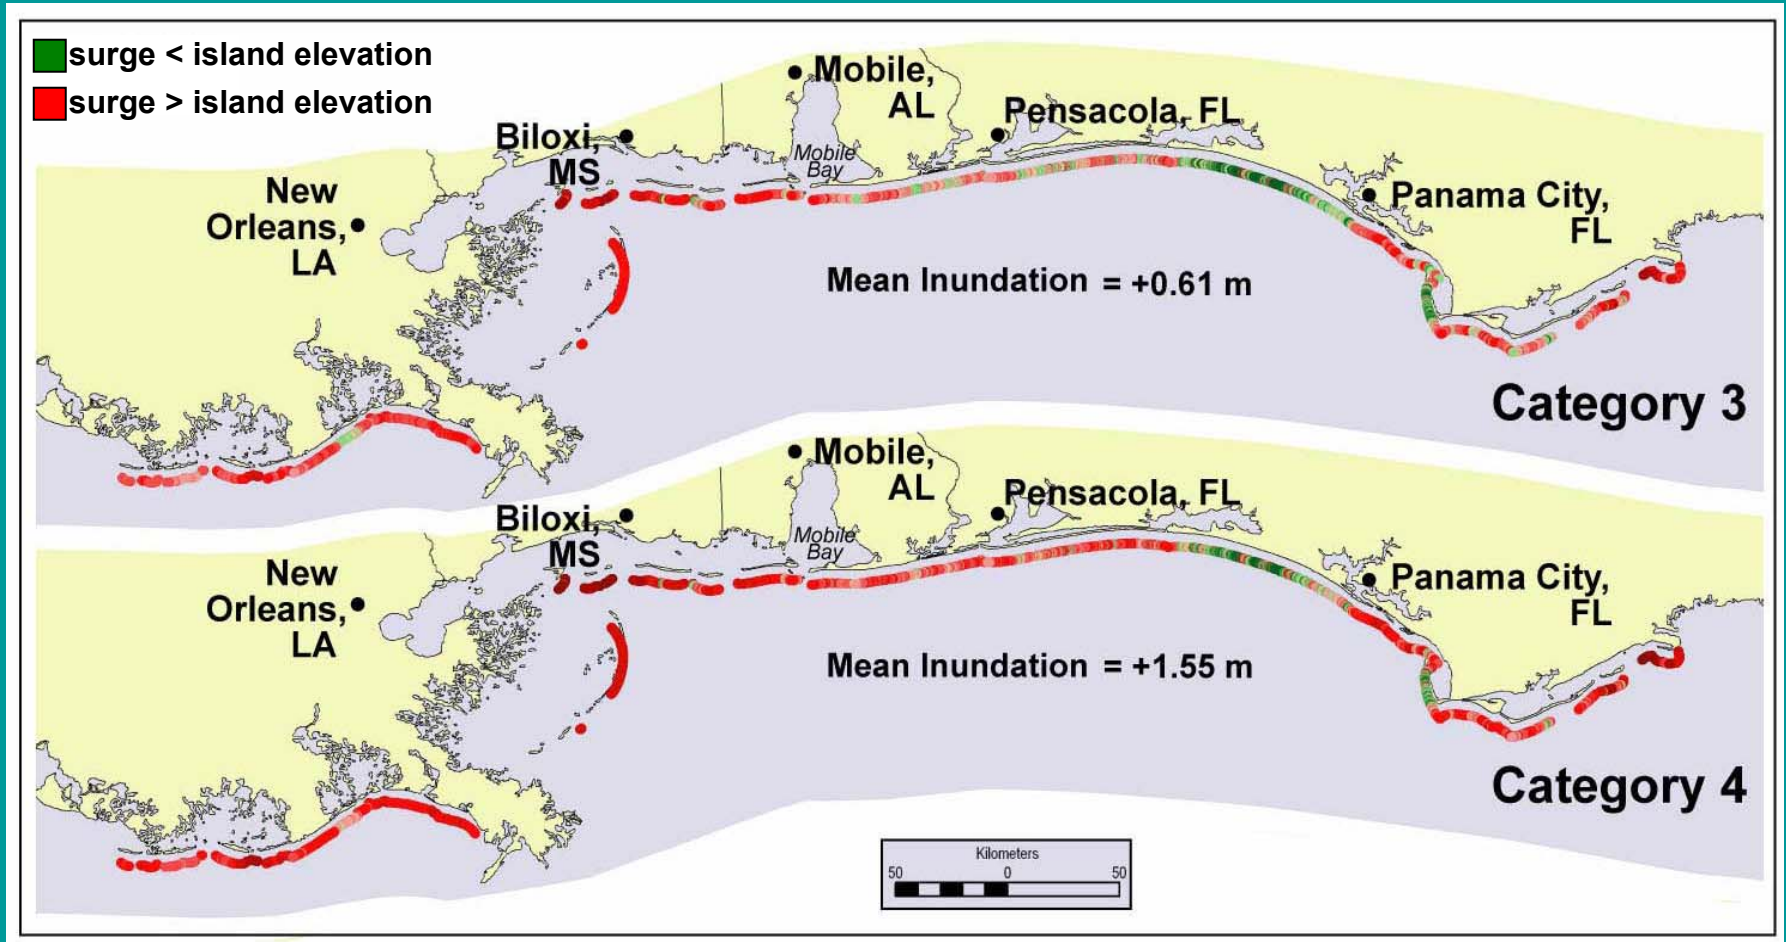 surge < island elevation
surge > island elevation
Mobile,
AL
Pensacola, FL
Biloxi,
MS
Mobile
Bay
New
Orleans,
LA
Panama City,
FL
Mean Inundation = +0.61 m
Category 3
Mobile,
AL
Pensacola, FL
Biloxi,
MS
Mobile
Bay
New
Orleans,
LA
Panama City,
FL
Mean Inundation = +1.55 m
Category 4
Kilometers
50 0 50